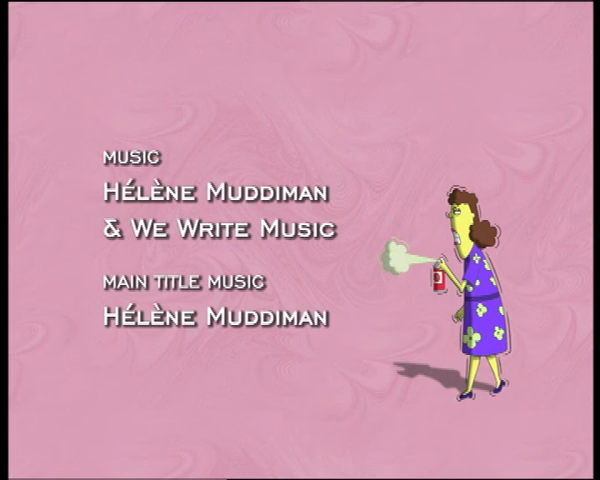 MUSIC
HÉLÈNE MUDDIMAN
& WE WRITE MUSIC
MAIN TITLE MUSIC
HÉLÈNE MUDDIMAN